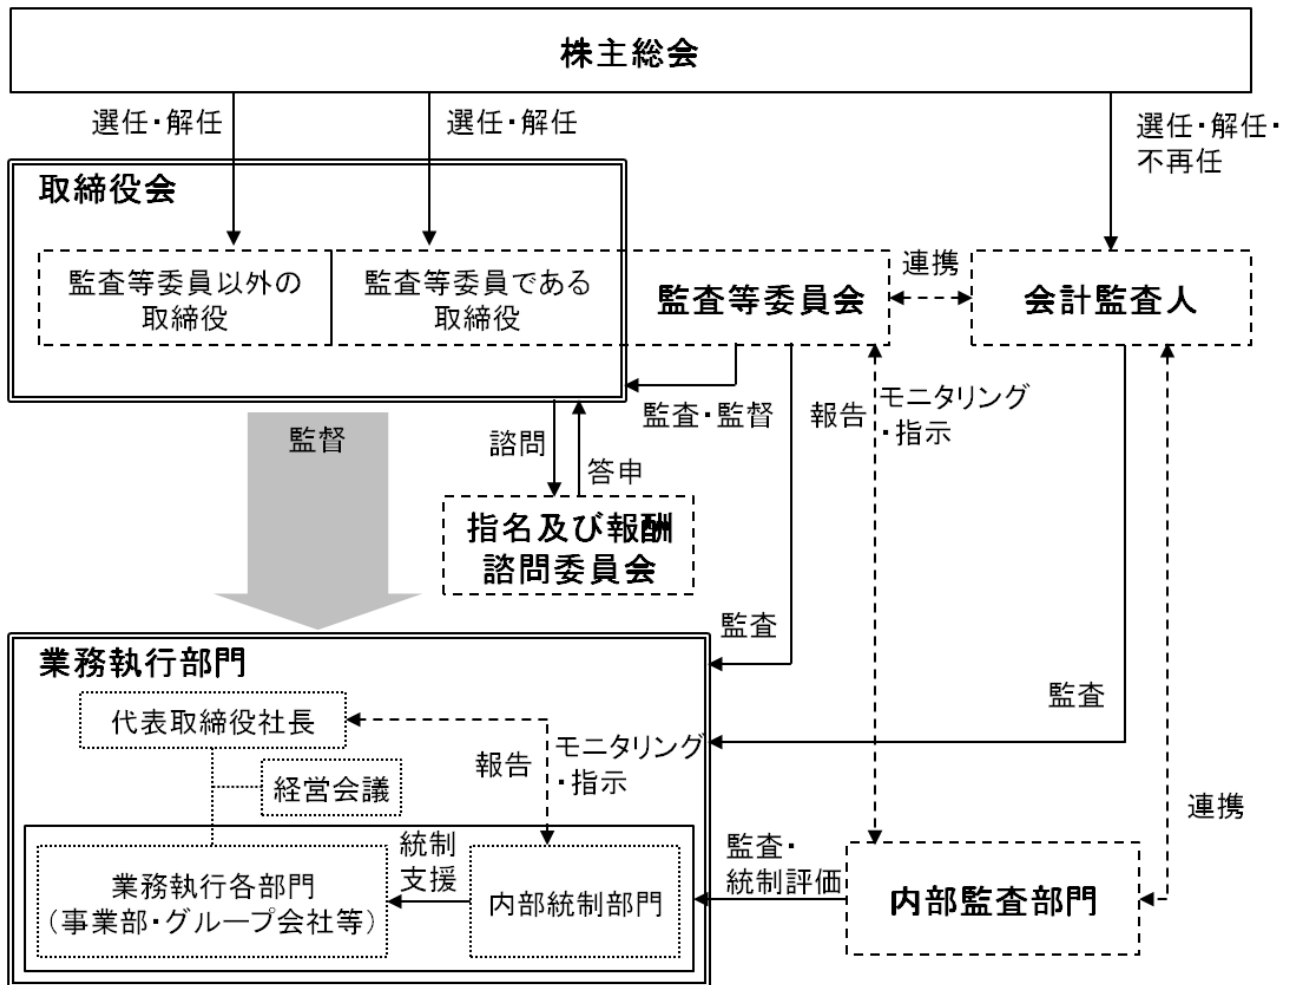 株主総会
選任・解任
選任・解任
選任・解任・
不再任
取締役会
監査等委員以外の
取締役
監査等委員である
取締役
監査等委員会
連携
会計監査人
監査・監督
報告
モニタリング
・指示
監督
諮問
答申
指名及び報酬
諮問委員会
監査
業務執行部門
監査
代表取締役社長
報告
モニタリング
・指示
経営会議
連携
統制
支援
監査・
統制評価
業務執行各部門
（事業部・グループ会社等）
内部統制部門
内部監査部門